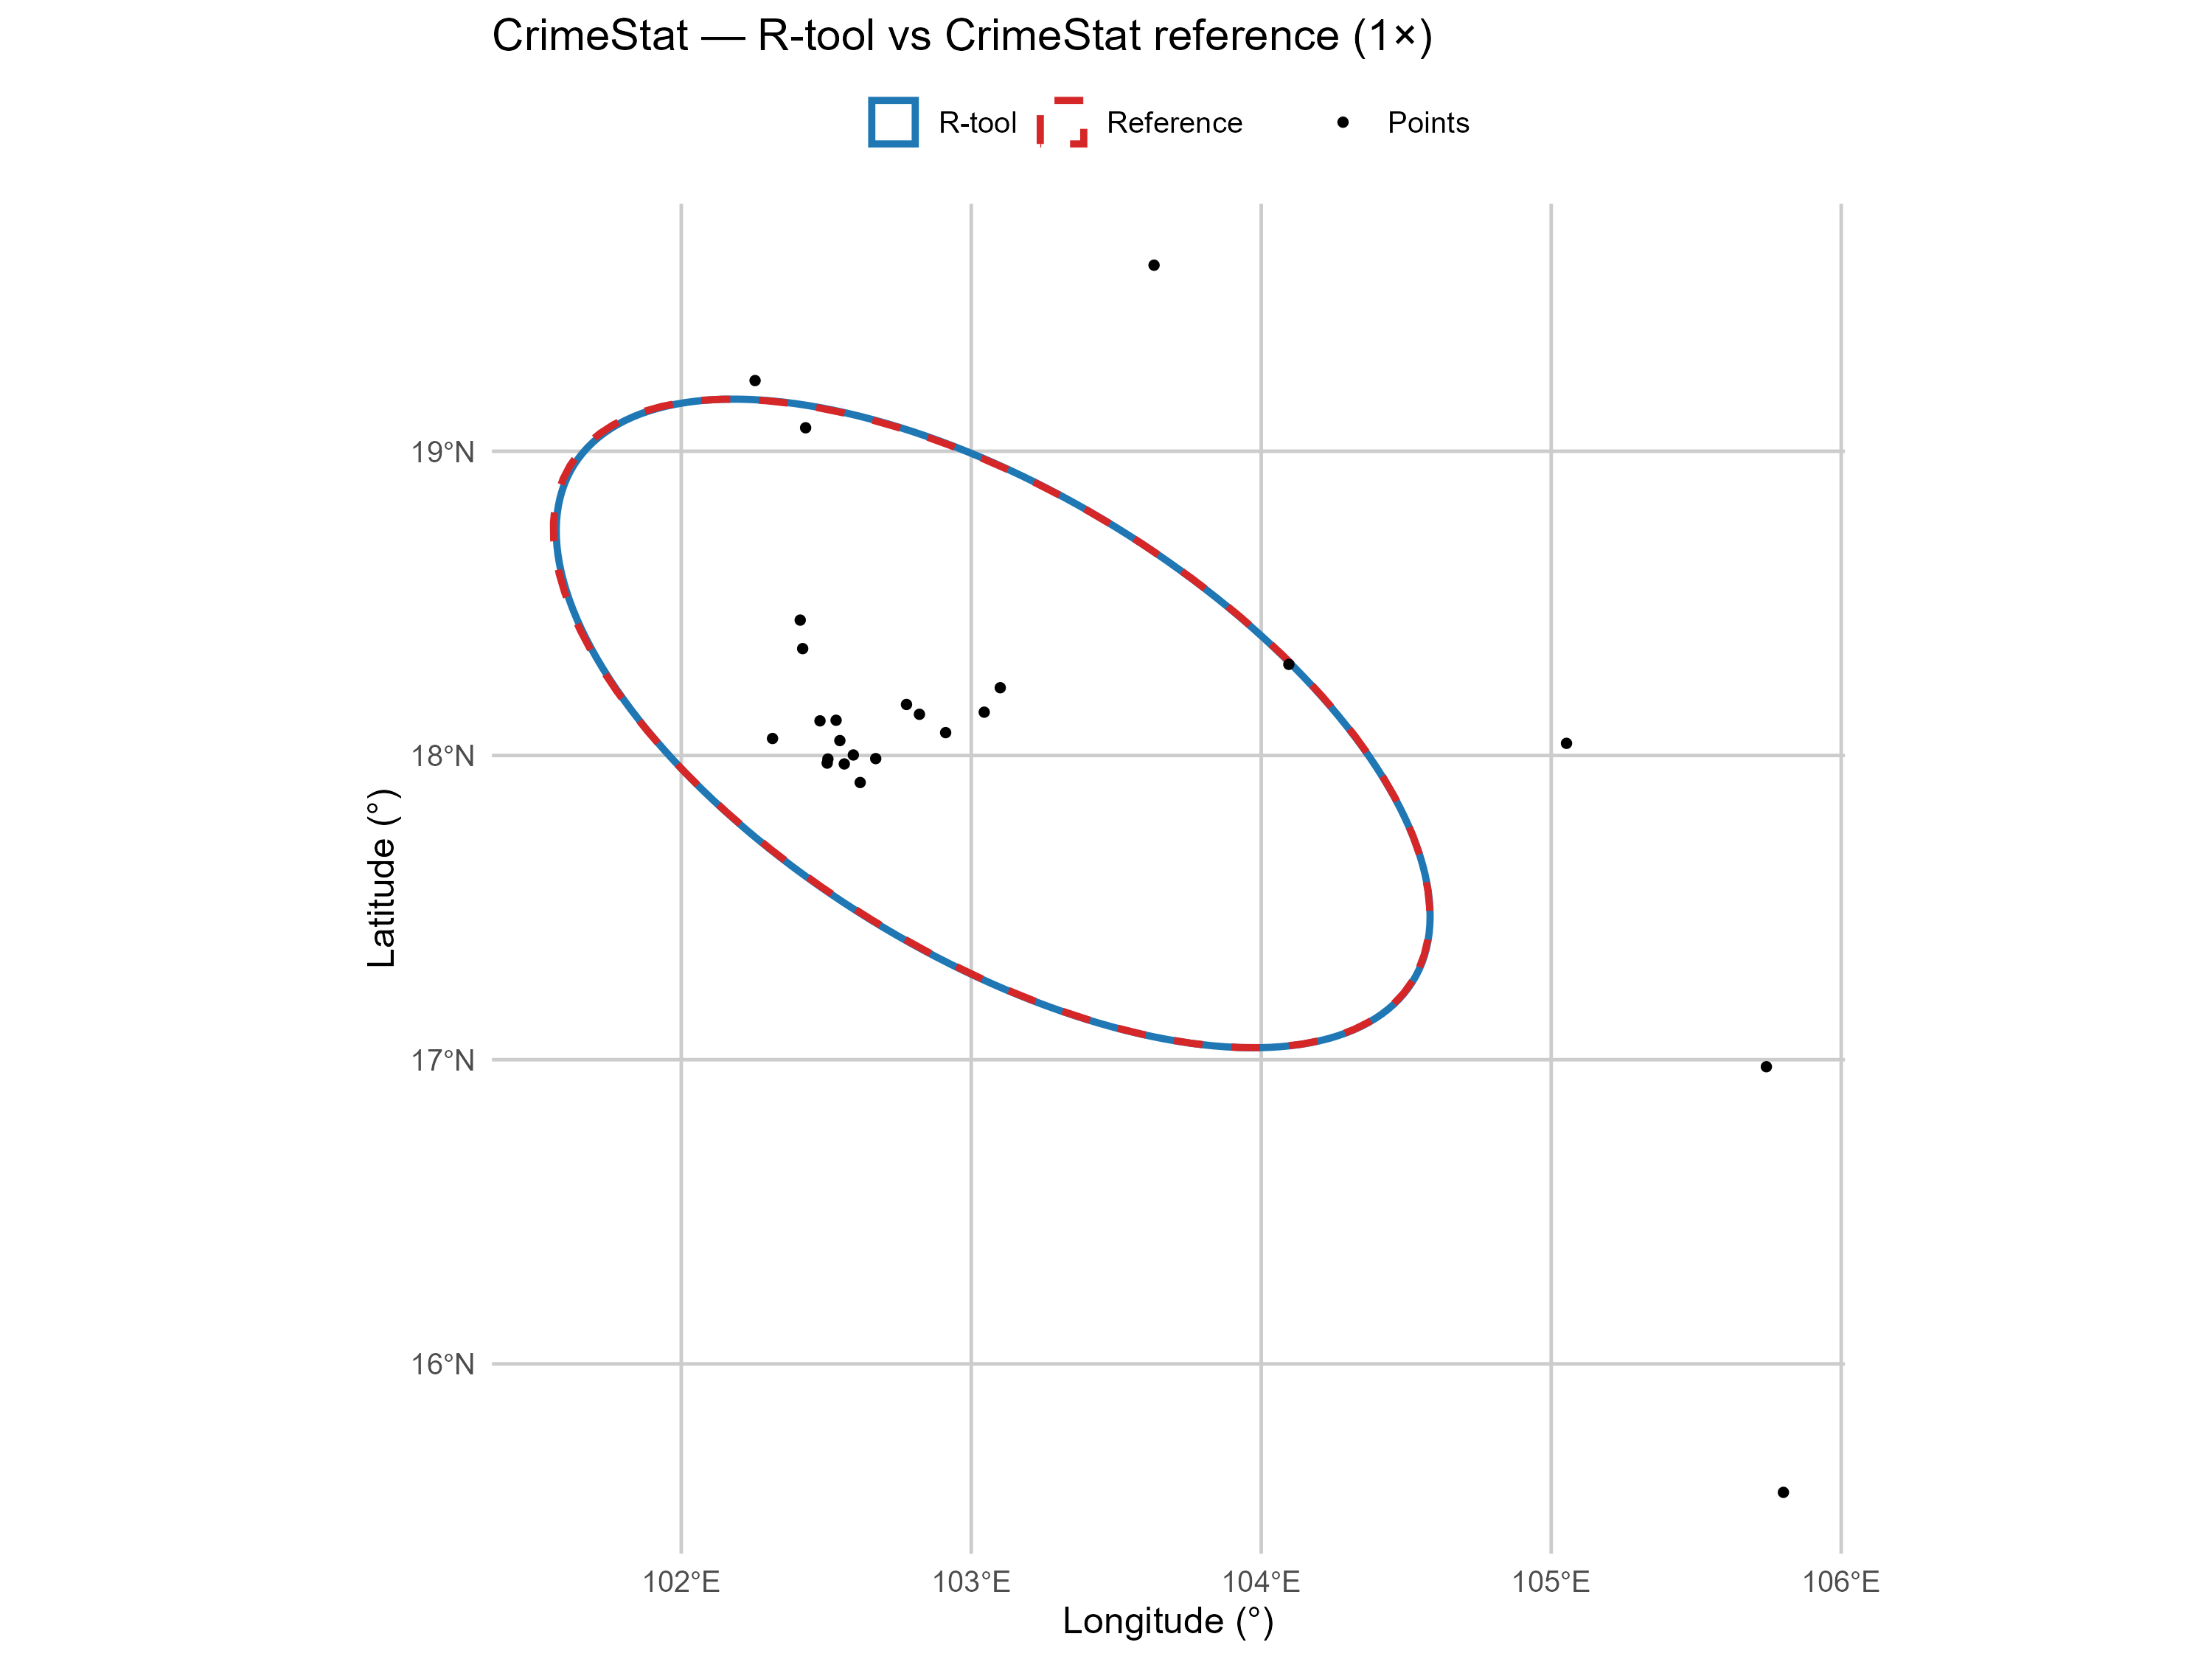 CrimeStat — R-tool vs CrimeStat reference (1×)
R-tool Reference Points
19°N
18°N
17°N
16°N
Latitude (°)
102°E 103°E 104°E 105°E 106°E
Longitude (°)